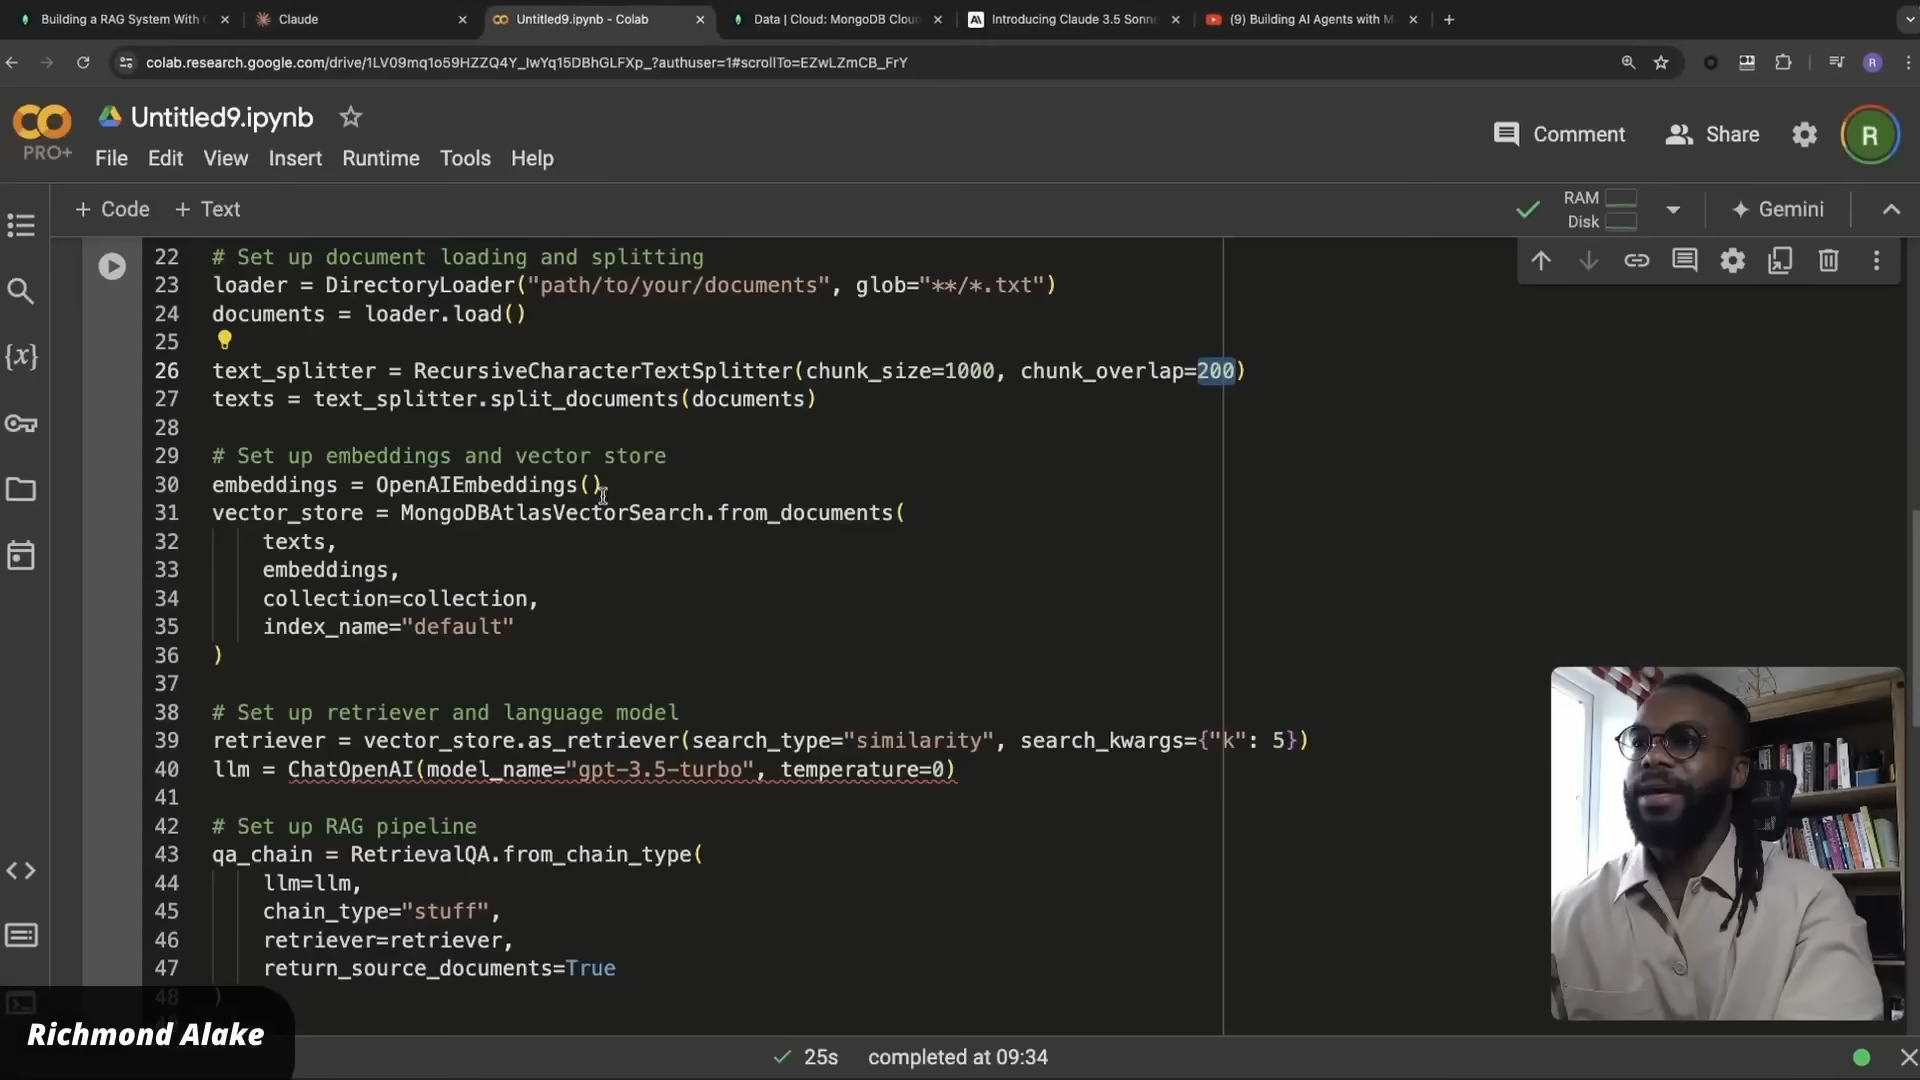 Building a RAG System With
Claude
Untitled9.ipynb - Colab
Data | Cloud: MongoDB Clou
Introducing Claude 3.5 Sonn
(9) Building AI Agents with M
colab.research.google.com/drive/1LV09mq1o59HZZQ4Y_IwYq15DBhGLFXp_?authuser=1#scrollTo=EZwLZmCB_FrY
R
PRO+
Untitled9.ipynb
Comment
Share
R
File
Edit
View
Insert
Runtime
Tools
Help
+ Code
+ Text
RAM
Disk
Gemini
22 # Set up document loading and splitting
23 loader = DirectoryLoader("path/to/your/documents", glob="**/*.txt")
24 documents = loader.load()
25
26 text_splitter = RecursiveCharacterTextSplitter(chunk_size=1000, chunk_overlap=200)
27 texts = text_splitter.split_documents(documents)
28
29 # Set up embeddings and vector store
30 embeddings = OpenAIEmbeddings()
31 vector_store = MongoDBAtlasVectorSearch.from_documents(
32 texts,
33 embeddings,
34 collection=collection,
35 index_name="default"
36 )
37
38 # Set up retriever and language model
39 retriever = vector_store.as_retriever(search_type="similarity", search_kwargs={"k": 5})
40 llm = ChatOpenAI(model_name="gpt-3.5-turbo", temperature=0)
41
42 # Set up RAG pipeline
43 qa_chain = RetrievalQA.from_chain_type(
44 llm=llm,
45 chain_type="stuff",
46 retriever=retriever,
47 return_source_documents=True
48 )
Richmond Alake
25s completed at 09:34